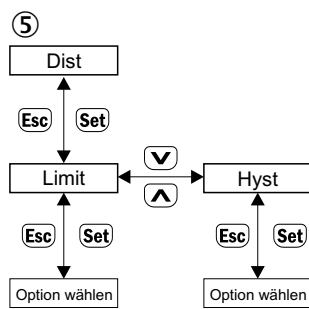 ⑤
Dist
Esc Set
Limit
Hyst
Esc Set
Esc Set
Option wählen
Option wählen